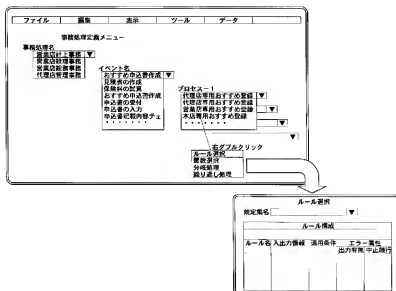 ファイル 編集 表示 ツール データ
事務処理定義メニュー
事務処理名
営業店計上事務 ▼
営業店経理事務
営業店総務事務
代理店管理事務
イベント名
おすすめ申込書作成 ▼
見積書の作成
保険料の試算
おすすめ申込書作成
申込書の受付
申込書の入力
申込書記載内容チェ
・・・・・・・
プロセス-1
代理店専用おすすめ登録 ▼
代理店専用おすすめ登録
営業店専用おすすめ登録
本店専用おすすめ登録
・・・・・・
▼
▼
▼
右ダブルクリック
ルール選択
関数選択
分岐処理
繰り返し処理
ルール選択
規定集名 ▼
ルール構成
ルール名 入出力情報 適用条件 エラー属性
出力有無 中止続行